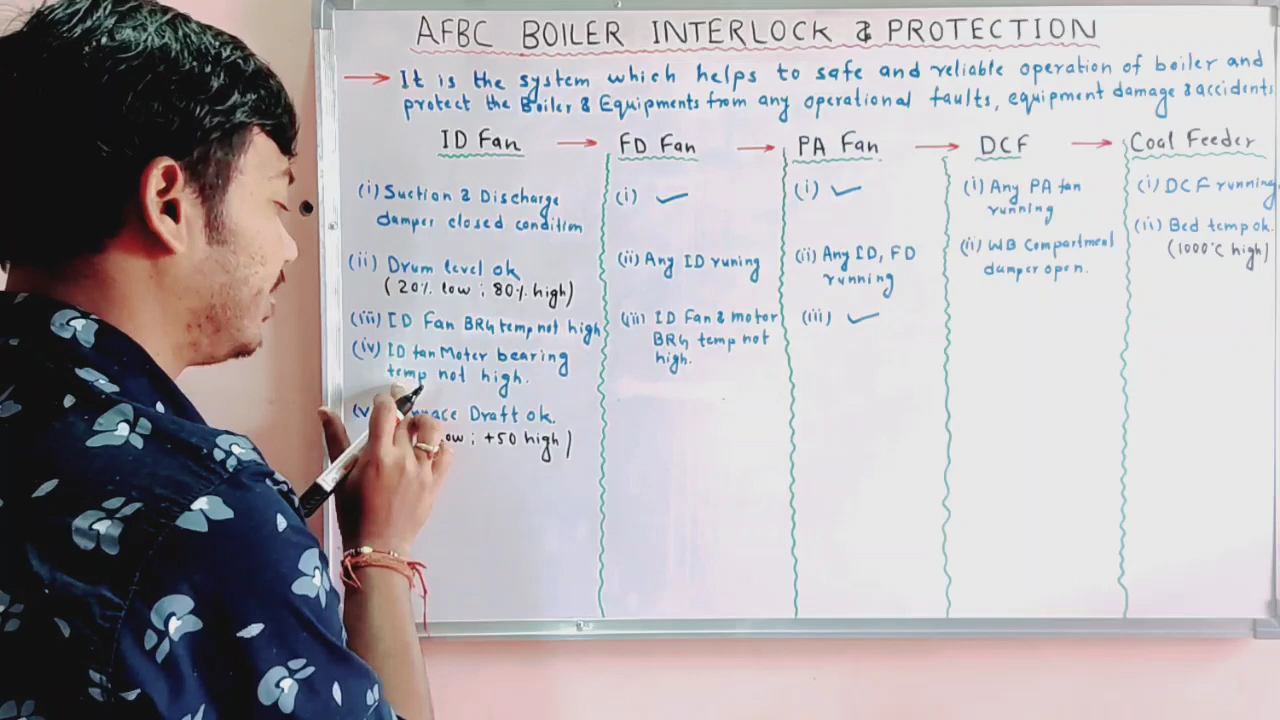 AFBC BOILER INTERLOCK & PROTECTION
→ It is the system which helps to safe and reliable operation of boiler and
protect the Boiler & Equipments from any operational faults, equipment damage & accidents
ID Fan → FD Fan → PA Fan → DCF → Coal Feeder
(i) Suction & Discharge
damper closed condition
(ii) Drum level ok
(20% low ; 80% high)
(iii) ID Fan BRG temp not high
(iv) ID fan Moter bearing
temp not high.
(v) Draft ok.
; +50 high)
(i) ✓
(ii) Any ID runing
(iii) ID Fan & motor
BRG temp not
high.
(i) ✓
(ii) Any ID, FD
running
(iii) ✓
(i) Any PA fan
running
(ii) WB Compartment
damper open.
(i) DCF running
(ii) Bed temp ok.
(1000°C high)